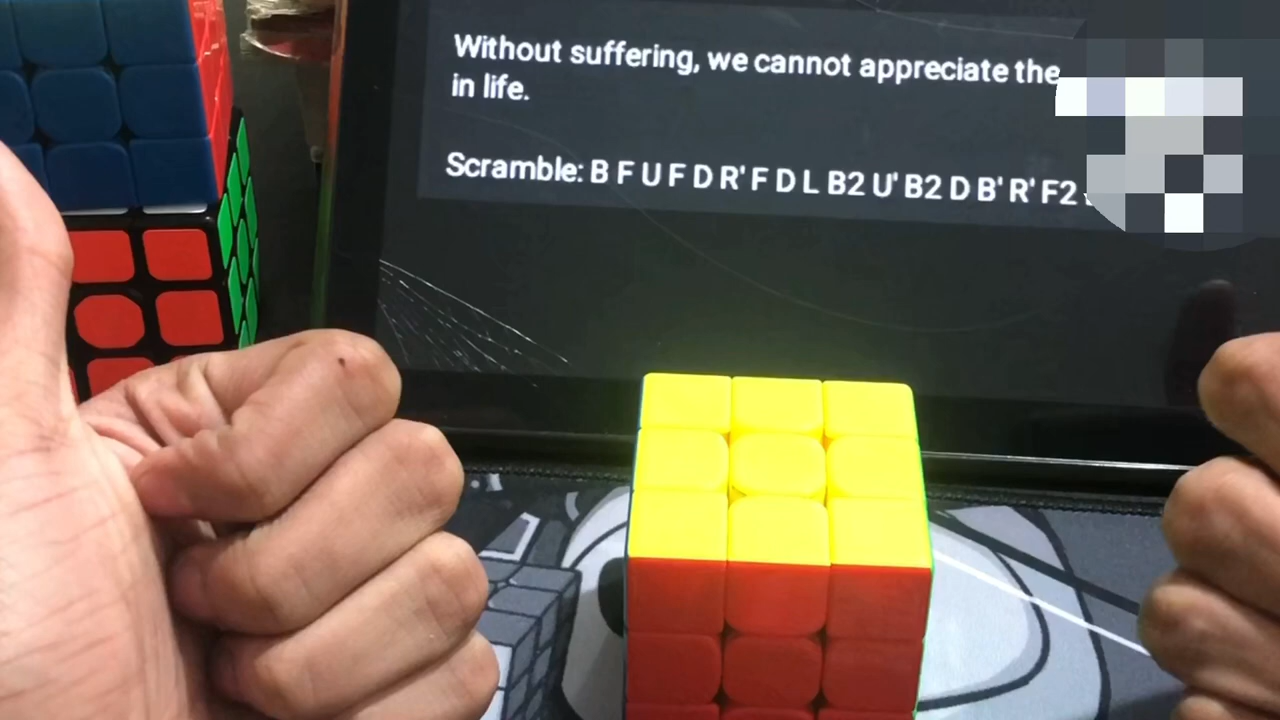 Without suffering, we cannot appreciate the
in life.
Scramble: B F U F D R' F D L B2 U' B2 D B' R' F2